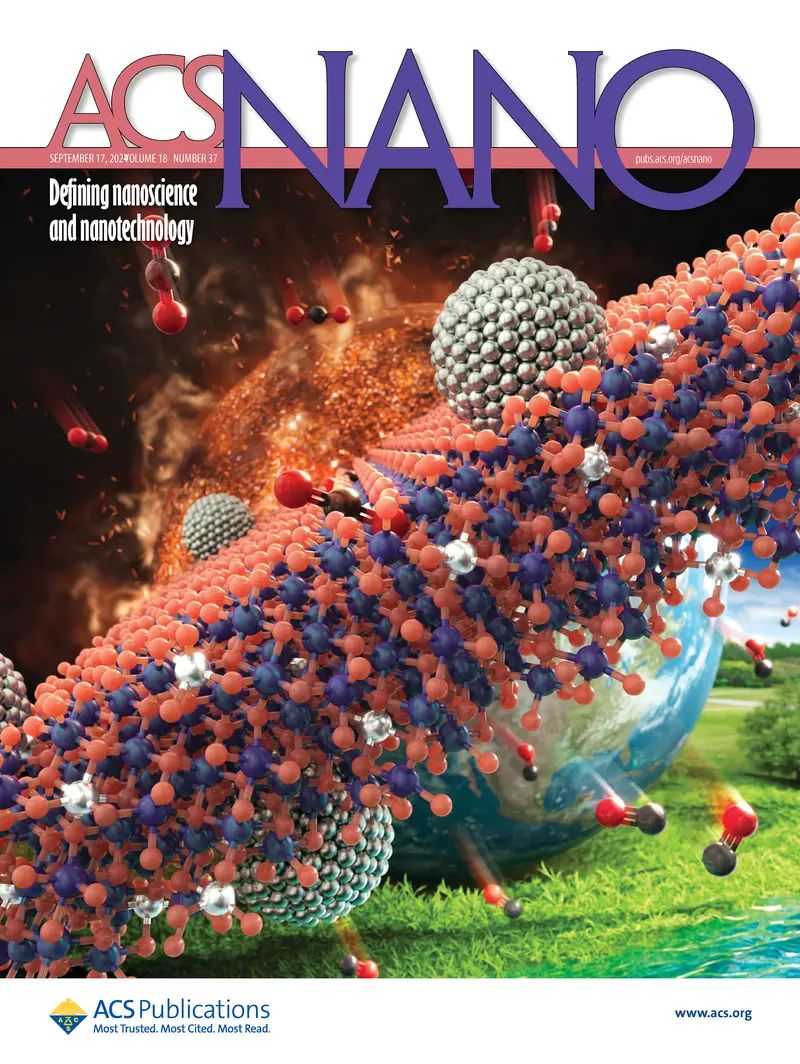 ACS NANO
SEPTEMBER 17, 2024 VOLUME 18 NUMBER 37
pubs.acs.org/acsnano
Defining nanoscience
and nanotechnology
ACS Publications
Most Trusted. Most Cited. Most Read.
www.acs.org